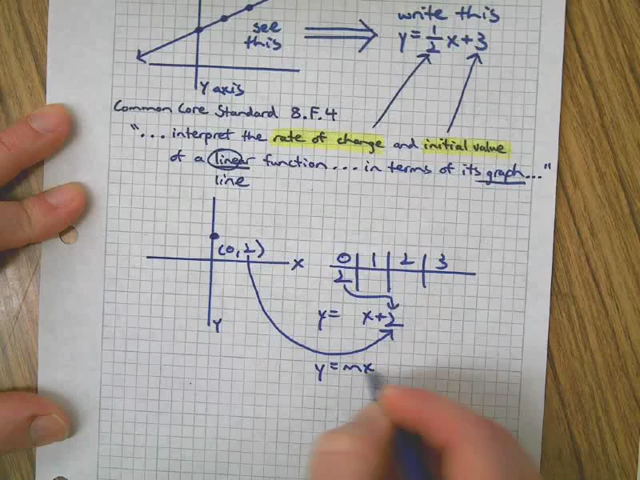 see this
write this
y = 1/2 x + 3
Y axis
Common Core Standard 8.F.4
"... interpret the rate of change and initial value
of a linear function... in terms of its graph..."
line
(0,2)
x
0 1 2 3
2
y = x + 2
y
y = mx